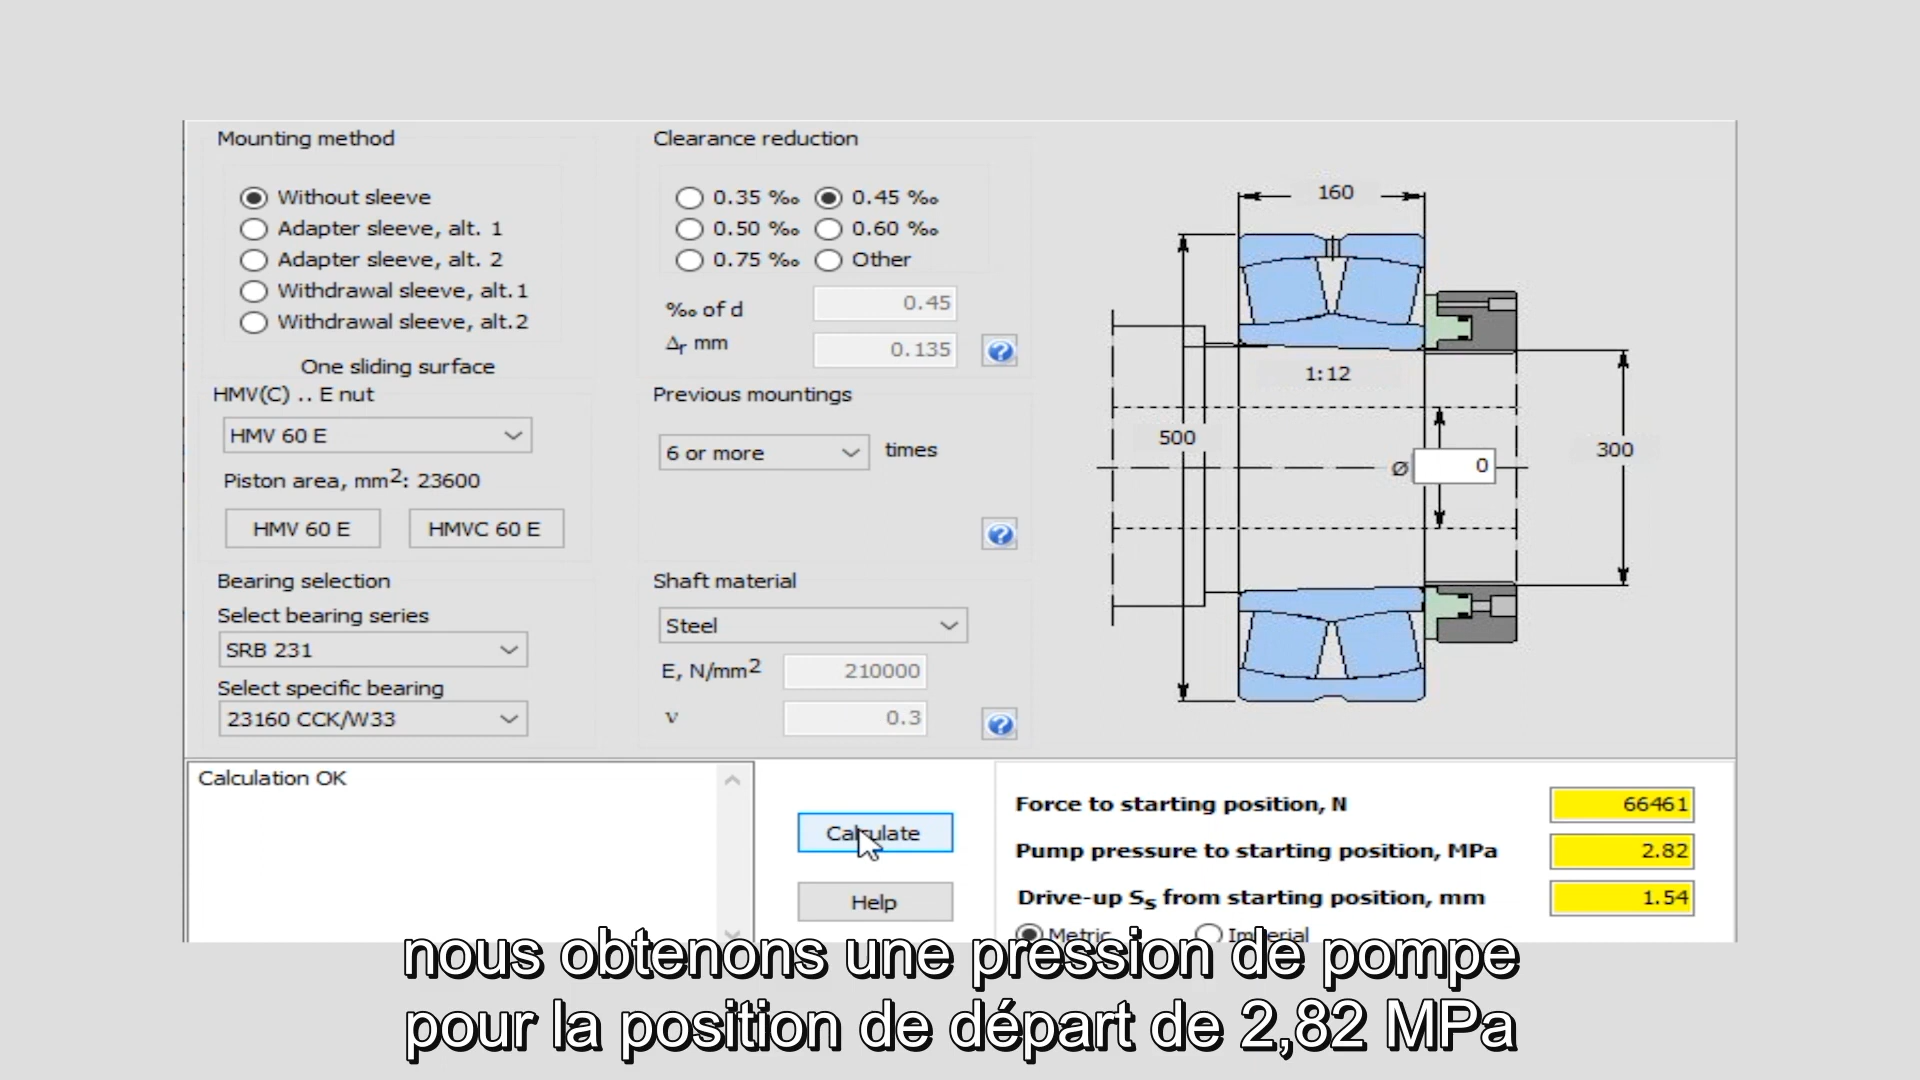 Mounting method
Without sleeve
Adapter sleeve, alt. 1
Adapter sleeve, alt. 2
Withdrawal sleeve, alt.1
Withdrawal sleeve, alt.2
One sliding surface
HMV(C) .. E nut
HMV 60 E
Piston area, mm2: 23600
HMV 60 E
HMVC 60 E
Bearing selection
Select bearing series
SRB 231
Select specific bearing
23160 CCK/W33
Clearance reduction
0.35 ‰ 0.45 ‰
0.50 ‰ 0.60 ‰
0.75 ‰ Other
‰ of d 0.45
Δr mm 0.135
Previous mountings
6 or more times
Shaft material
Steel
E, N/mm2 210000
ν 0.3
160
1:12
500
Ø 0
300
Calculation OK
Calculate
Help
Force to starting position, N 66461
Pump pressure to starting position, MPa 2.82
Drive-up Ss from starting position, mm 1.54
Metric Imperial
nous obtenons une pression de pompe
pour la position de départ de 2,82 MPa